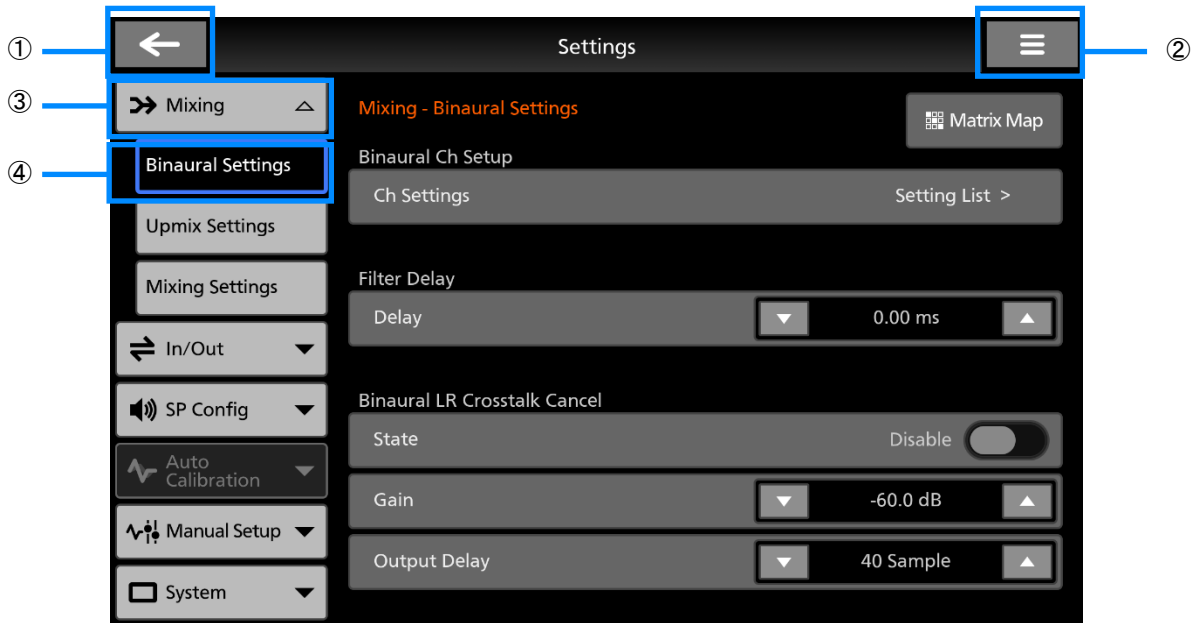 ① Settings ②
③ Mixing
Mixing - Binaural Settings
Matrix Map
④ Binaural Settings
Binaural Ch Setup
Ch Settings Setting List >
Upmix Settings
Mixing Settings
Filter Delay
Delay 0.00 ms
In/Out
SP Config
Binaural LR Crosstalk Cancel
State Disable
Auto
Calibration
Gain -60.0 dB
Manual Setup
Output Delay 40 Sample
System